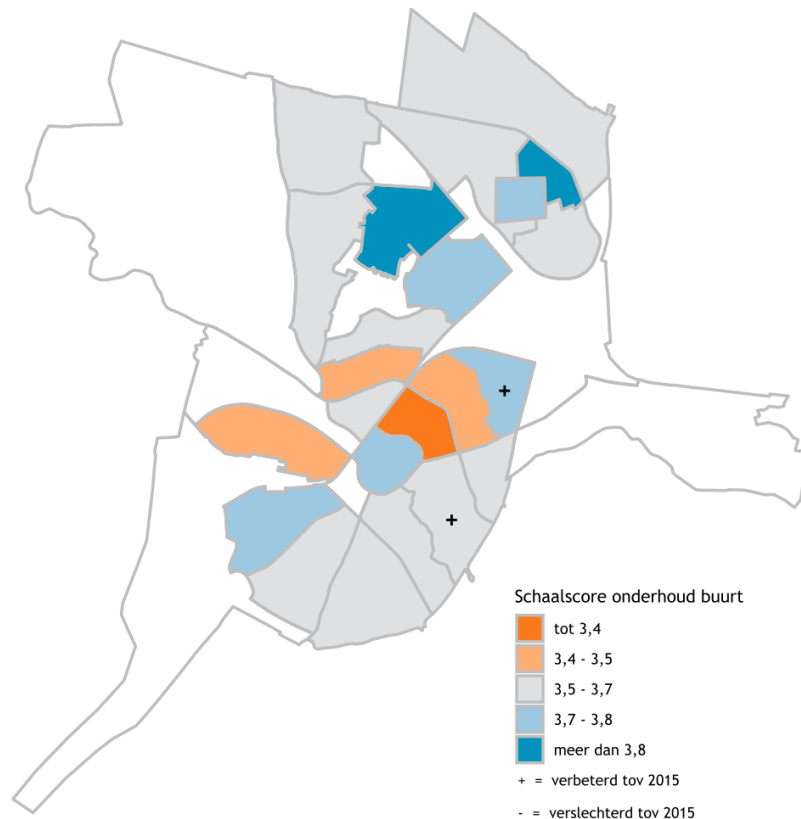 +
+
Schaalscore onderhoud buurt
tot 3,4
3,4 - 3,5
3,5 - 3,7
3,7 - 3,8
meer dan 3,8
+ = verbeterd tov 2015
- = verslechterd tov 2015